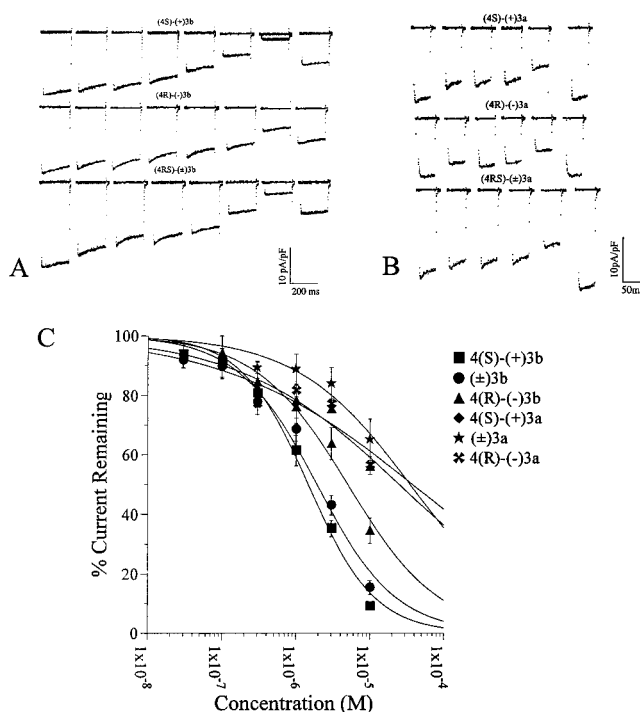 (4S)-(+)3b
(4R)-(-)3b
(4RS)-(±)3b
A
10 pA/pF
200 ms
(4S)-(+)3a
(4R)-(-)3a
(4RS)-(±)3a
B
10pA/pF
50m
C
% Current Remaining
100
80
60
40
20
0
1x10-8
1x10-7
1x10-6
1x10-5
1x10-4
Concentration (M)
4(S)-(+)3b
(±)3b
4(R)-(-)3b
4(S)-(+)3a
(±)3a
4(R)-(-)3a